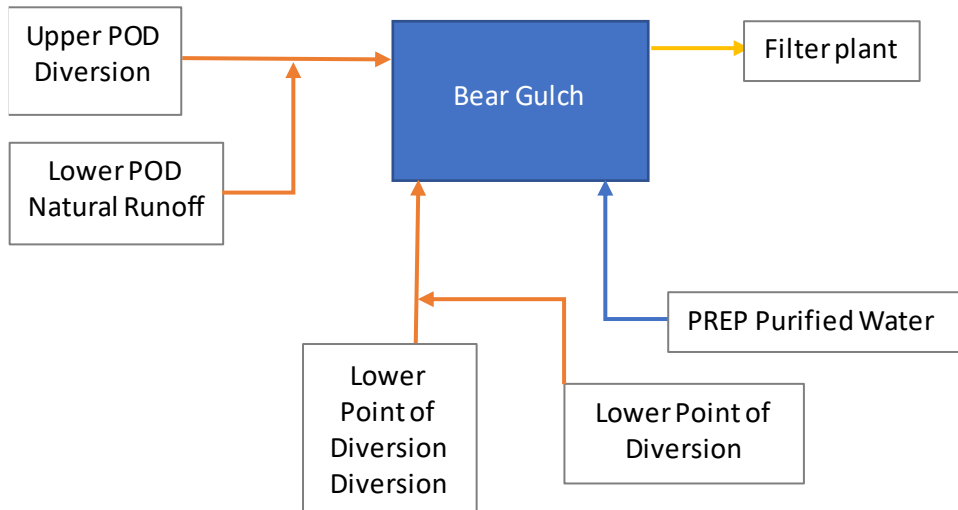 Upper POD
Diversion
Bear Gulch
Filter plant
Lower POD
Natural Runoff
PREP Purified Water
Lower
Point of
Diversion
Diversion
Lower Point of
Diversion